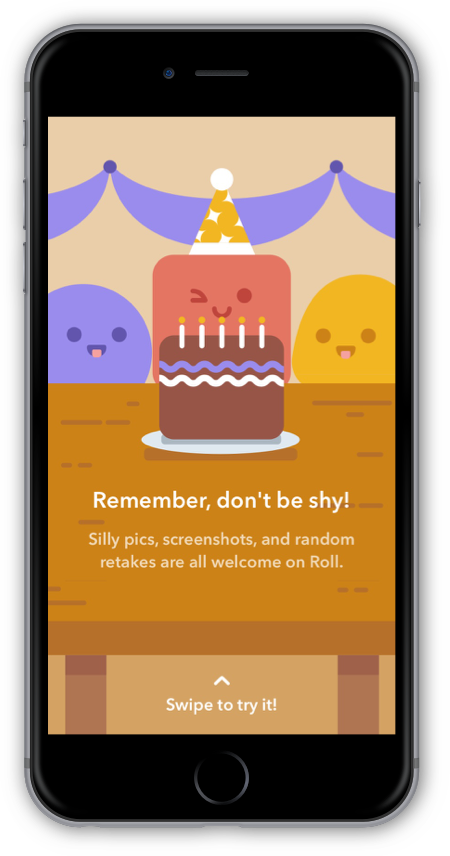 Remember, don't be shy!
Silly pics, screenshots, and random
retakes are all welcome on Roll.
Swipe to try it!